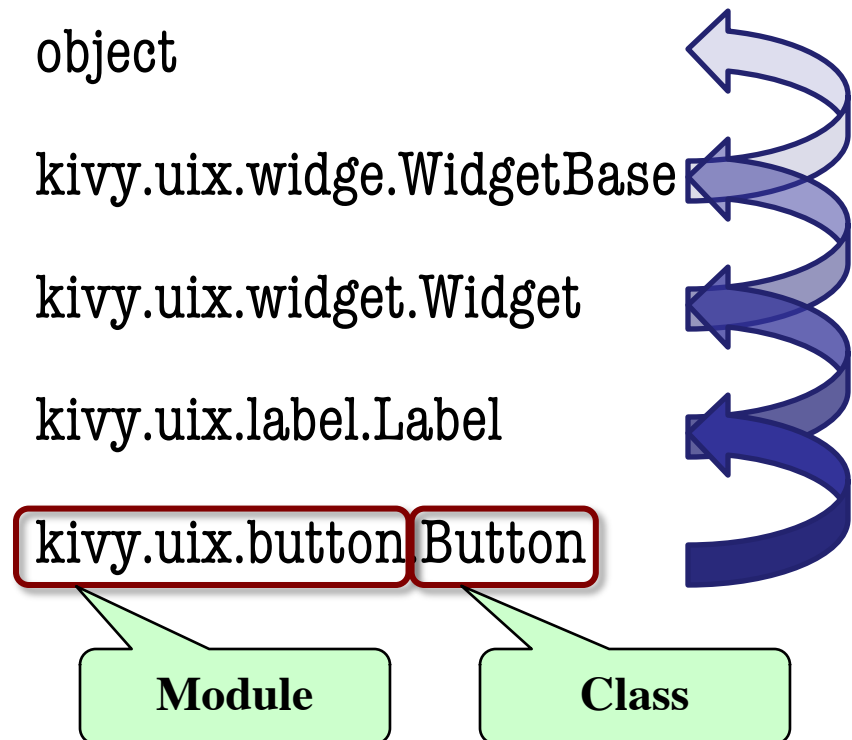 object
kivy.uix.widge.WidgetBase
kivy.uix.widget.Widget
kivy.uix.label.Label
kivy.uix.button.Button
Module
Class